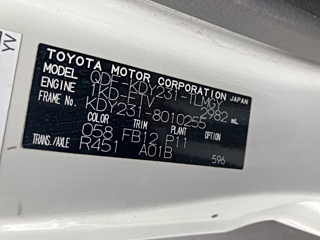 TOYOTA MOTOR CORPORATION JAPAN
MODEL QDF-KDY231-TLMGY
ENGINE 1KD-FTV 2982 mL
FRAME No. KDY231-8010255
COLOR TRIM PLANT OPTION
058 FB12 P11
TRANS./AXLE R451 A01B 596